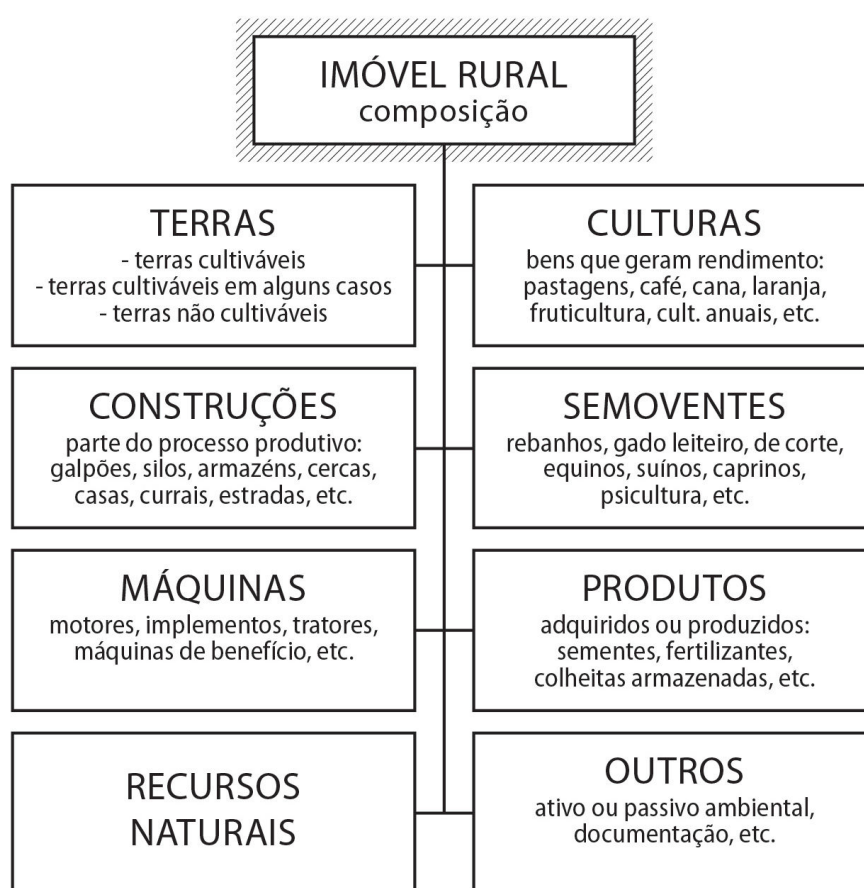 IMÓVEL RURAL
composição
TERRAS
- terras cultiváveis
- terras cultiváveis em alguns casos
- terras não cultiváveis
CULTURAS
bens que geram rendimento:
pastagens, café, cana, laranja,
fruticultura, cult. anuais, etc.
CONSTRUÇÕES
parte do processo produtivo:
galpões, silos, armazéns, cercas,
casas, currais, estradas, etc.
SEMOVENTES
rebanhos, gado leiteiro, de corte,
equinos, suínos, caprinos,
psicultura, etc.
MÁQUINAS
motores, implementos, tratores,
máquinas de benefício, etc.
PRODUTOS
adquiridos ou produzidos:
sementes, fertilizantes,
colheitas armazenadas, etc.
RECURSOS
NATURAIS
OUTROS
ativo ou passivo ambiental,
documentação, etc.